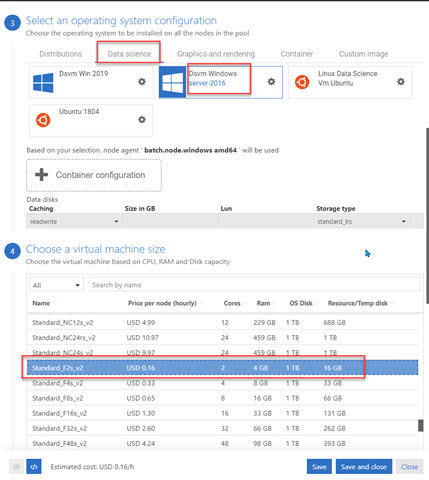 3 Select an operating system configuration
Choose the operating system to be installed on all the nodes in the pool
Distributions Data science Graphics and rendering Container Custom image
Dsvm Win 2019
Dsvm Windows
server-2016
Linux Data Science
Vm Ubuntu
Ubuntu 1804
Based on your selection, node agent ' batch.node.windows amd64 ' will be used
Container configuration
Data disks
Caching Size in GB Lun Storage type
readwrite standard_lrs
4 Choose a virtual machine size
Choose the virtual machine based on CPU, RAM and Disk capacity
All Search by name
Name Price per node (hourly) Cores Ram OS Disk Resource/Temp disk
Standard_NC12s_v2 USD 4.99 12 229 GB 1 TB 688 GB
Standard_NC24rs_v2 USD 10.97 24 459 GB 1 TB 1 TB
Standard_NC24s_v2 USD 9.97 24 459 GB 1 TB 1 TB
Standard_F2s_v2 USD 0.16 2 4 GB 1 TB 16 GB
Standard_F4s_v2 USD 0.33 4 8 GB 1 TB 33 GB
Standard_F8s_v2 USD 0.65 8 16 GB 1 TB 66 GB
Standard_F16s_v2 USD 1.30 16 33 GB 1 TB 131 GB
Standard_F32s_v2 USD 2.60 32 66 GB 1 TB 262 GB
Standard_F48s_v2 USD 4.24 48 98 GB 1 TB 393 GB
Estimated cost: USD 0.16/h Save Save and close Close